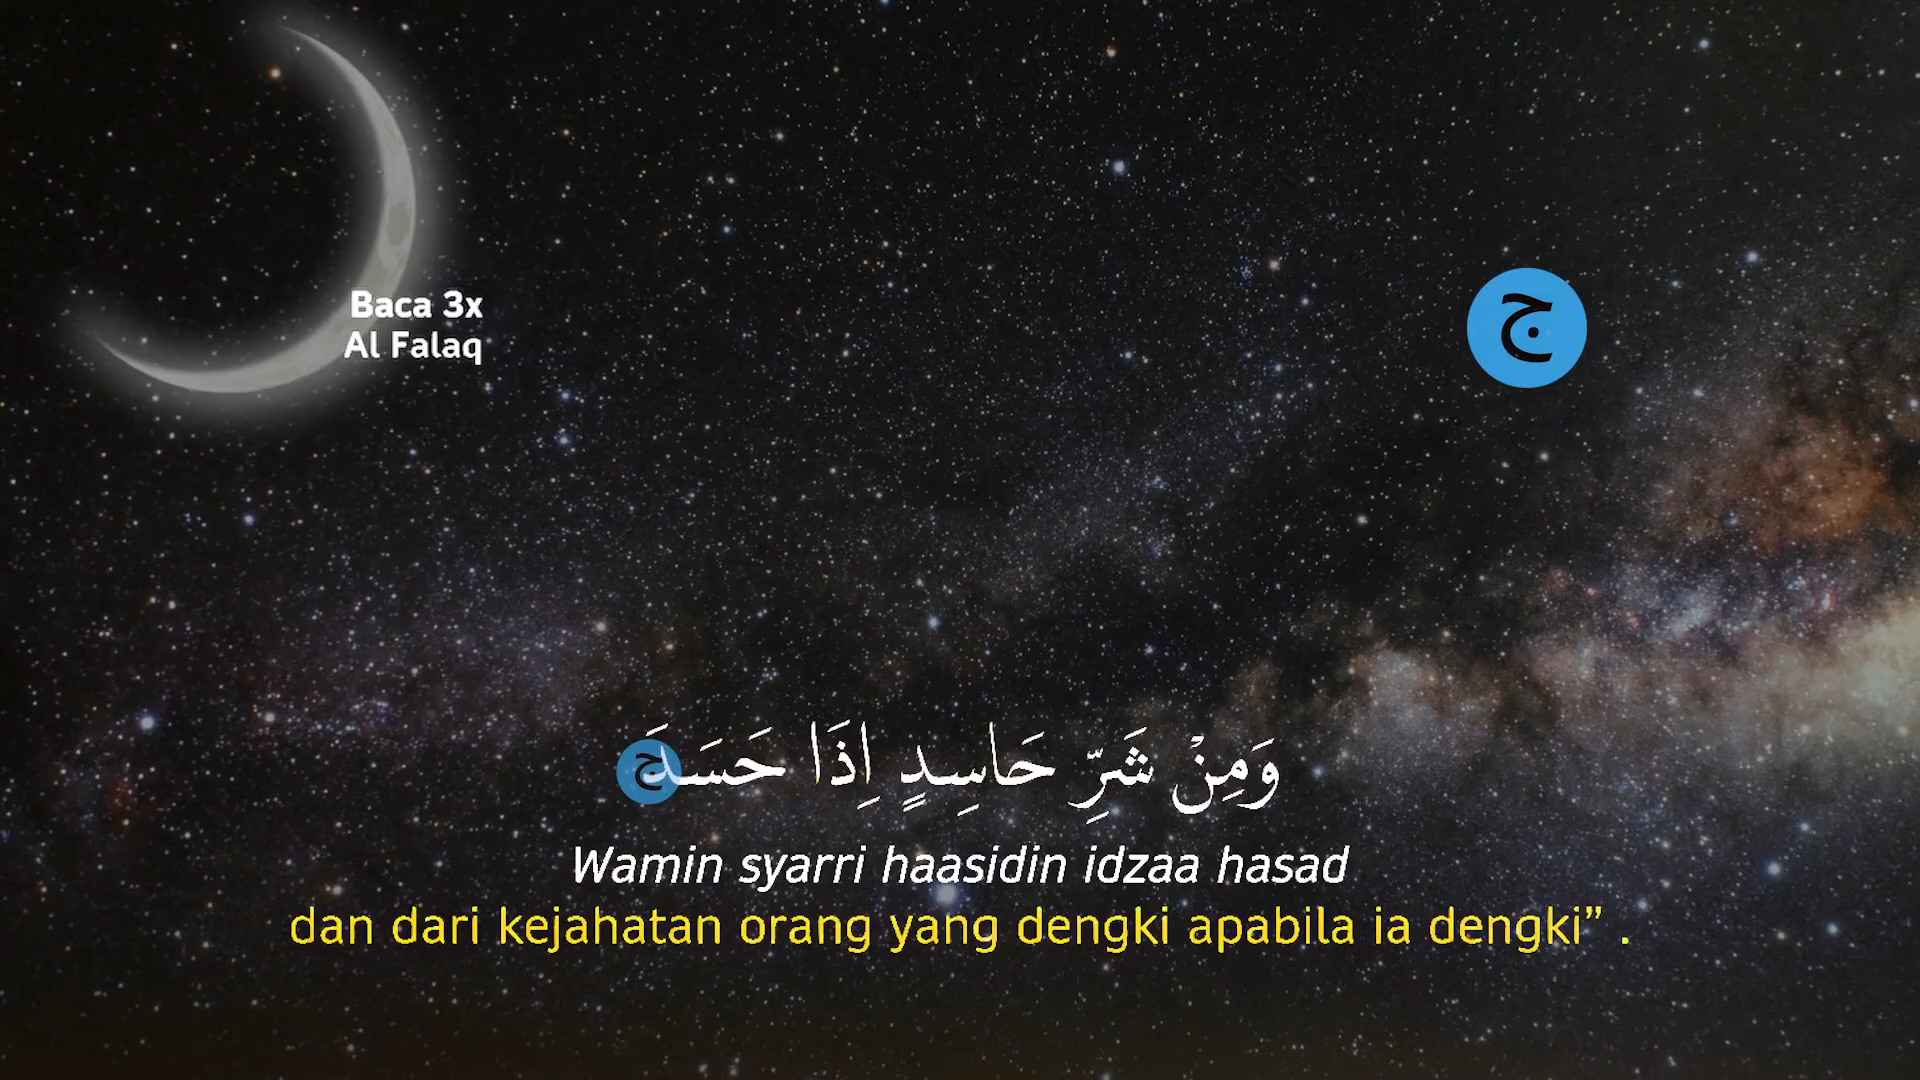 Baca 3x
Al Falaq
ج
وَمِنْ شَرِّ حَاسِدٍ اِذَا حَسَدَ ج
Wamin syarri haasidin idzaa hasad
dan dari kejahatan orang yang dengki apabila ia dengki” .